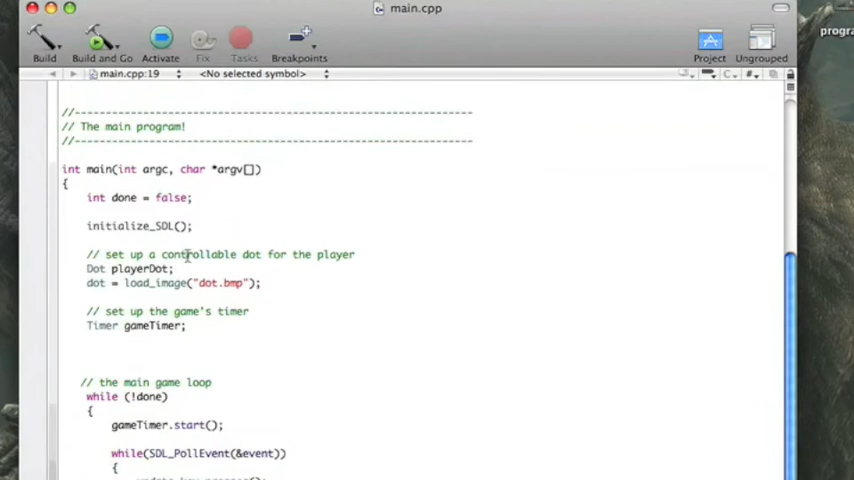 main.cpp
progra
Build
Build and Go
Activate
Fix
Tasks
Breakpoints
Project
Ungrouped
main.cpp:19
<No selected symbol>
C
#
//----------------------------------------------------------------
// The main program!
//----------------------------------------------------------------
int main(int argc, char *argv[])
{
int done = false;
initialize_SDL();
// set up a controllable dot for the player
Dot playerDot;
dot = load_image("dot.bmp");
// set up the game's timer
Timer gameTimer;
// the main game loop
while (!done)
{
gameTimer.start();
while(SDL_PollEvent(&event))
{